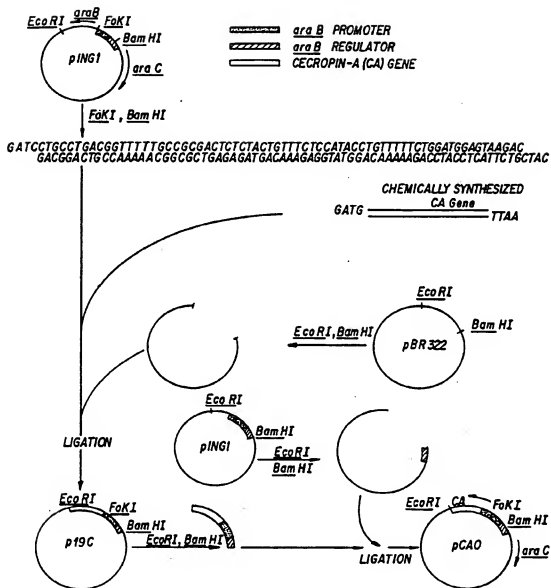 araB
EcoRI FokI
BamHI
pING1
ara C
FokI, BamHI
araB PROMOTER
araB REGULATOR
CECROPIN-A (CA) GENE
GATCCTGCCTGACGGTTTTTGCCGCGACTCTCTACTGTTTCTCCATACCTGTTTTTCTGGATGGAGTAAGAC
GACGGACTGCCAAAAACGGCGCTGAGAGATGACAAAGAGGTATGGACAAAAAGACCTACCTCATTCTGCTAC
CHEMICALLY SYNTHESIZED
CA Gene
GATG
TTAA
EcoRI
BamHI
EcoRI, BamHI
pBR322
EcoRI
BamHI
pING1
EcoRI
BamHI
LIGATION
EcoRI
FokI
BamHI
p19C
EcoRI, BamHI
LIGATION
EcoRI CA FokI
BamHI
pCAO
ara C